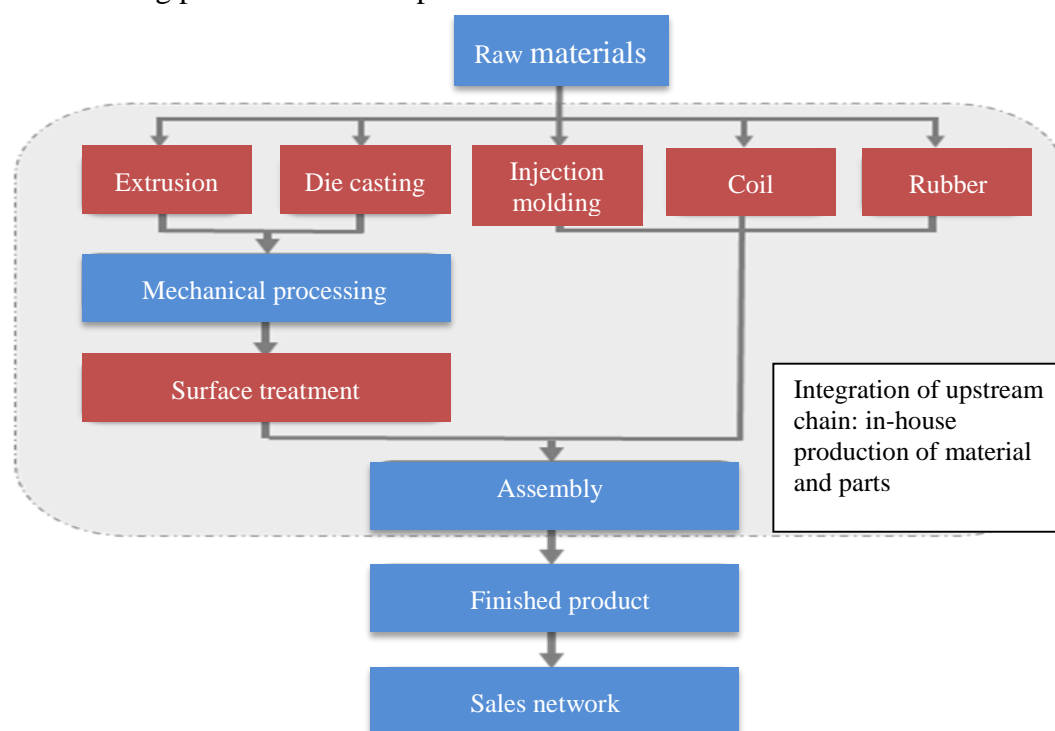 Raw materials
Extrusion
Die casting
Injection
molding
Coil
Rubber
Mechanical processing
Surface treatment
Integration of upstream
chain: in-house
production of material
and parts
Assembly
Finished product
Sales network